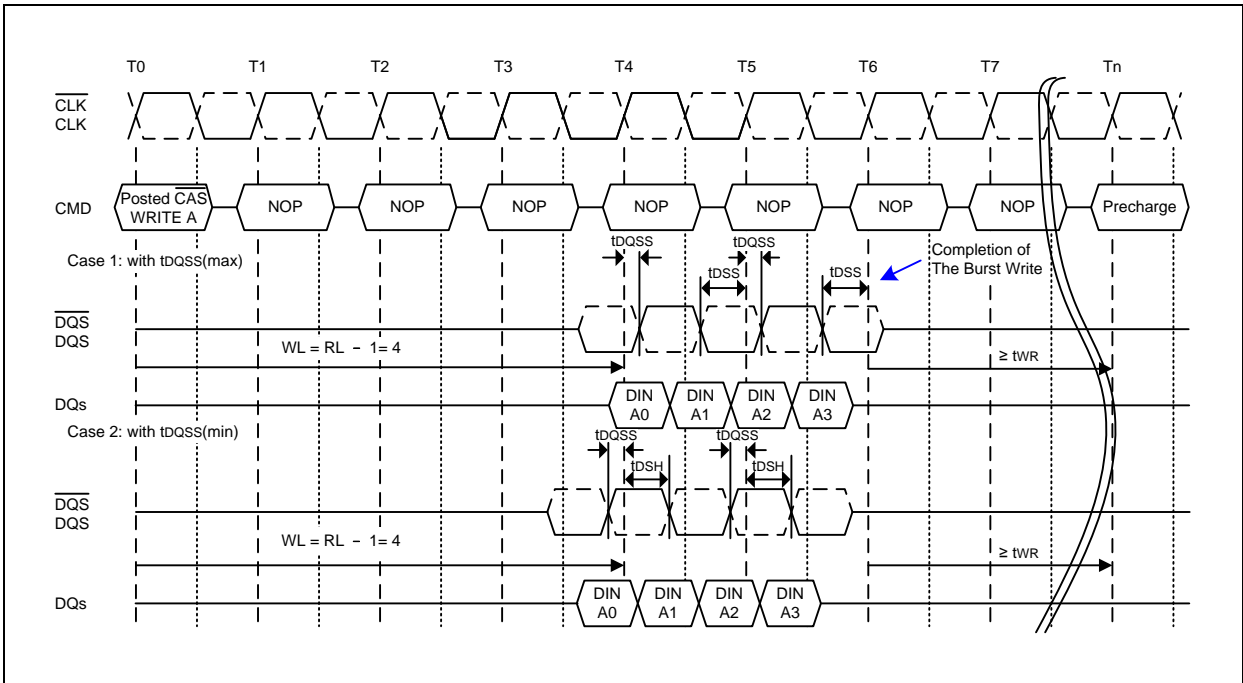 T0 T1 T2 T3 T4 T5 T6 T7 Tn
CLK
CLK
CMD
Posted CAS
WRITE A
NOP NOP NOP NOP NOP NOP NOP Precharge
Case 1: with tDQSS(max)
tDQSS tDQSS
tDSS tDSS
Completion of
The Burst Write
DQS
DQS
WL = RL − 1= 4
≥ tWR
DQs
DIN A0
DIN A1
DIN A2
DIN A3
Case 2: with tDQSS(min)
tDQSS tDQSS
tDSH tDSH
DQS
DQS
WL = RL − 1= 4
≥ tWR
DQs
DIN A0
DIN A1
DIN A2
DIN A3